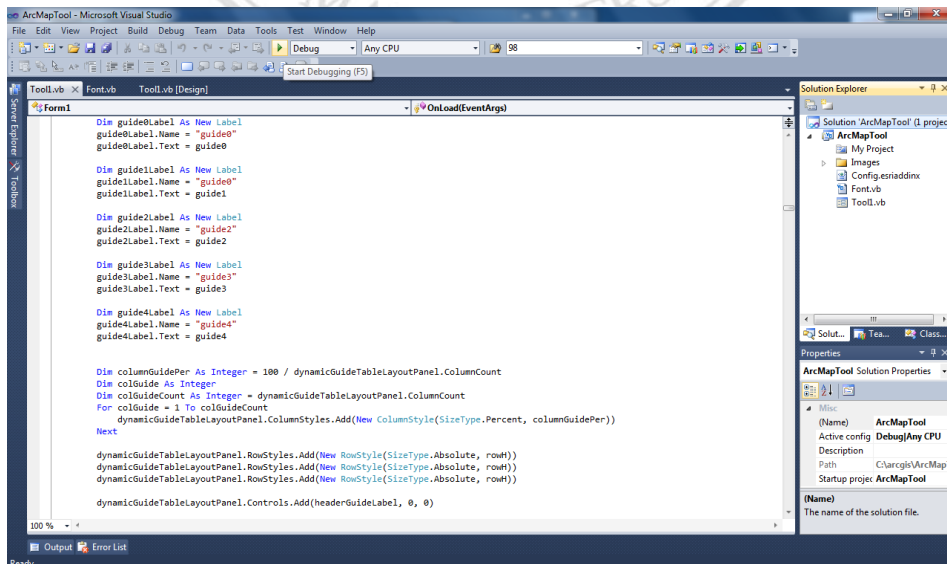 ArcMapTool - Microsoft Visual Studio
File Edit View Project Build Debug Team Data Tools Test Window Help
Debug Any CPU 98
Start Debugging (F5)
Tool1.vb Font.vb Tool1.vb [Design]
Form1 OnLoad(EventArgs)
Server Explorer
Toolbox
Dim guide0Label As New Label
guide0Label.Name = "guide0"
guide0Label.Text = guide0
Dim guide1Label As New Label
guide1Label.Name = "guide0"
guide1Label.Text = guide1
Dim guide2Label As New Label
guide2Label.Name = "guide2"
guide2Label.Text = guide2
Dim guide3Label As New Label
guide3Label.Name = "guide3"
guide3Label.Text = guide3
Dim guide4Label As New Label
guide4Label.Name = "guide4"
guide4Label.Text = guide4
Dim columnGuidePer As Integer = 100 / dynamicGuideTableLayoutPanel.ColumnCount
Dim colGuide As Integer
Dim colGuideCount As Integer = dynamicGuideTableLayoutPanel.ColumnCount
For colGuide = 1 To colGuideCount
dynamicGuideTableLayoutPanel.ColumnStyles.Add(New ColumnStyle(SizeType.Percent, columnGuidePer))
Next
dynamicGuideTableLayoutPanel.RowStyles.Add(New RowStyle(SizeType.Absolute, rowH))
dynamicGuideTableLayoutPanel.RowStyles.Add(New RowStyle(SizeType.Absolute, rowH))
dynamicGuideTableLayoutPanel.RowStyles.Add(New RowStyle(SizeType.Absolute, rowH))
dynamicGuideTableLayoutPanel.Controls.Add(headerGuideLabel, 0, 0)
100 %
Output Error List
Ready
Solution Explorer
Solution 'ArcMapTool' (1 projec
ArcMapTool
My Project
Images
Config.esriaddinx
Font.vb
Tool1.vb
Solut... Tea... Class...
Properties
ArcMapTool Solution Properties
Misc
(Name) ArcMapTool
Active config Debug|Any CPU
Description
Path C:\arcgis\ArcMap
Startup projec ArcMapTool
(Name)
The name of the solution file.